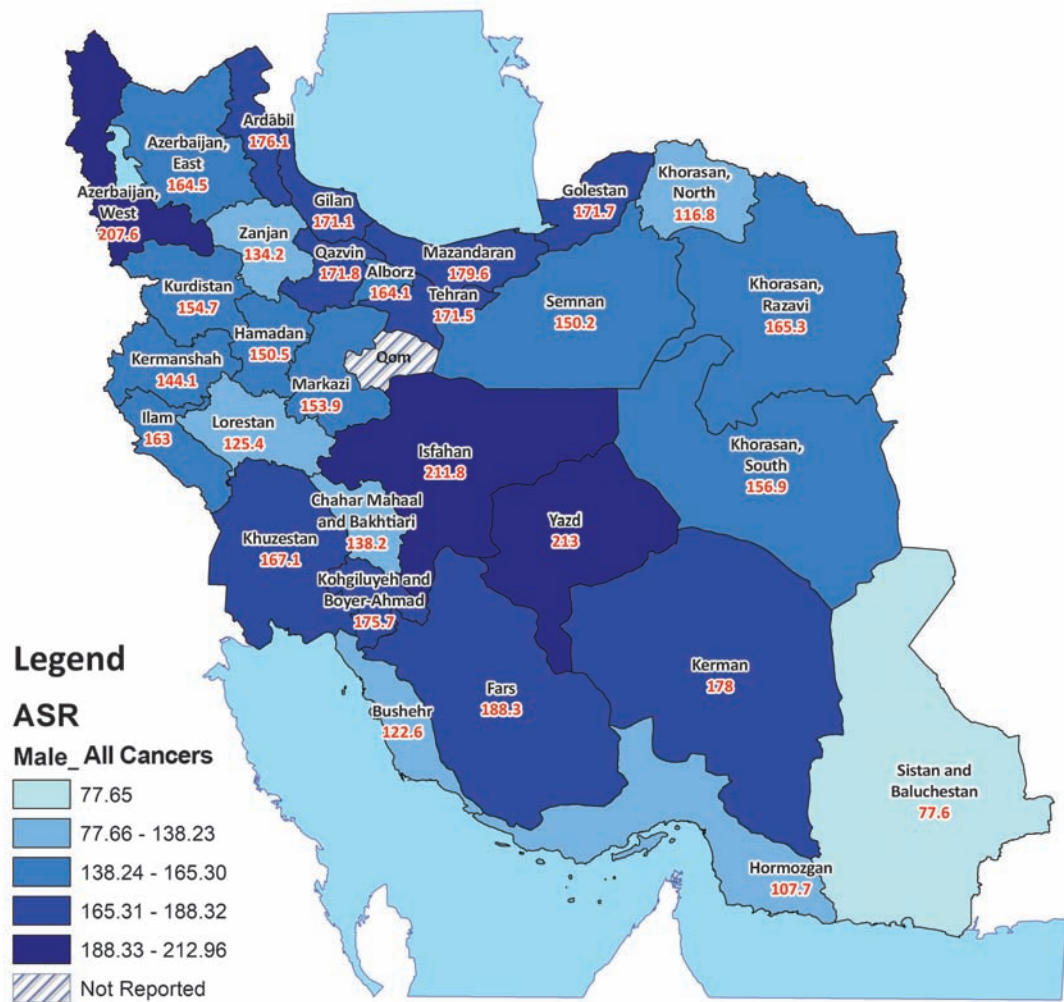 Ardābil
176.1
Azerbaijan,
East
164.5
Azerbaijan,
West
207.6
Gilan
171.1
Golestan
171.7
Khorasan,
North
116.8
Zanjan
134.2
Qazvin
171.8
Alborz
164.1
Mazandaran
179.6
Tehran
171.5
Semnan
150.2
Khorasan,
Razavi
165.3
Kurdistan
154.7
Hamadan
150.5
Qom
Kermanshah
144.1
Markazi
153.9
Ilam
163
Lorestan
125.4
Isfahan
211.8
Khorasan,
South
156.9
Chahar Mahaal
and Bakhtiari
138.2
Yazd
213
Khuzestan
167.1
Kohgiluyeh and
Boyer-Ahmad
175.7
Kerman
178
Fars
188.3
Bushehr
122.6
Sistan and
Baluchestan
77.6
Hormozgan
107.7
Legend
ASR
Male_ All Cancers
77.65
77.66 - 138.23
138.24 - 165.30
165.31 - 188.32
188.33 - 212.96
Not Reported